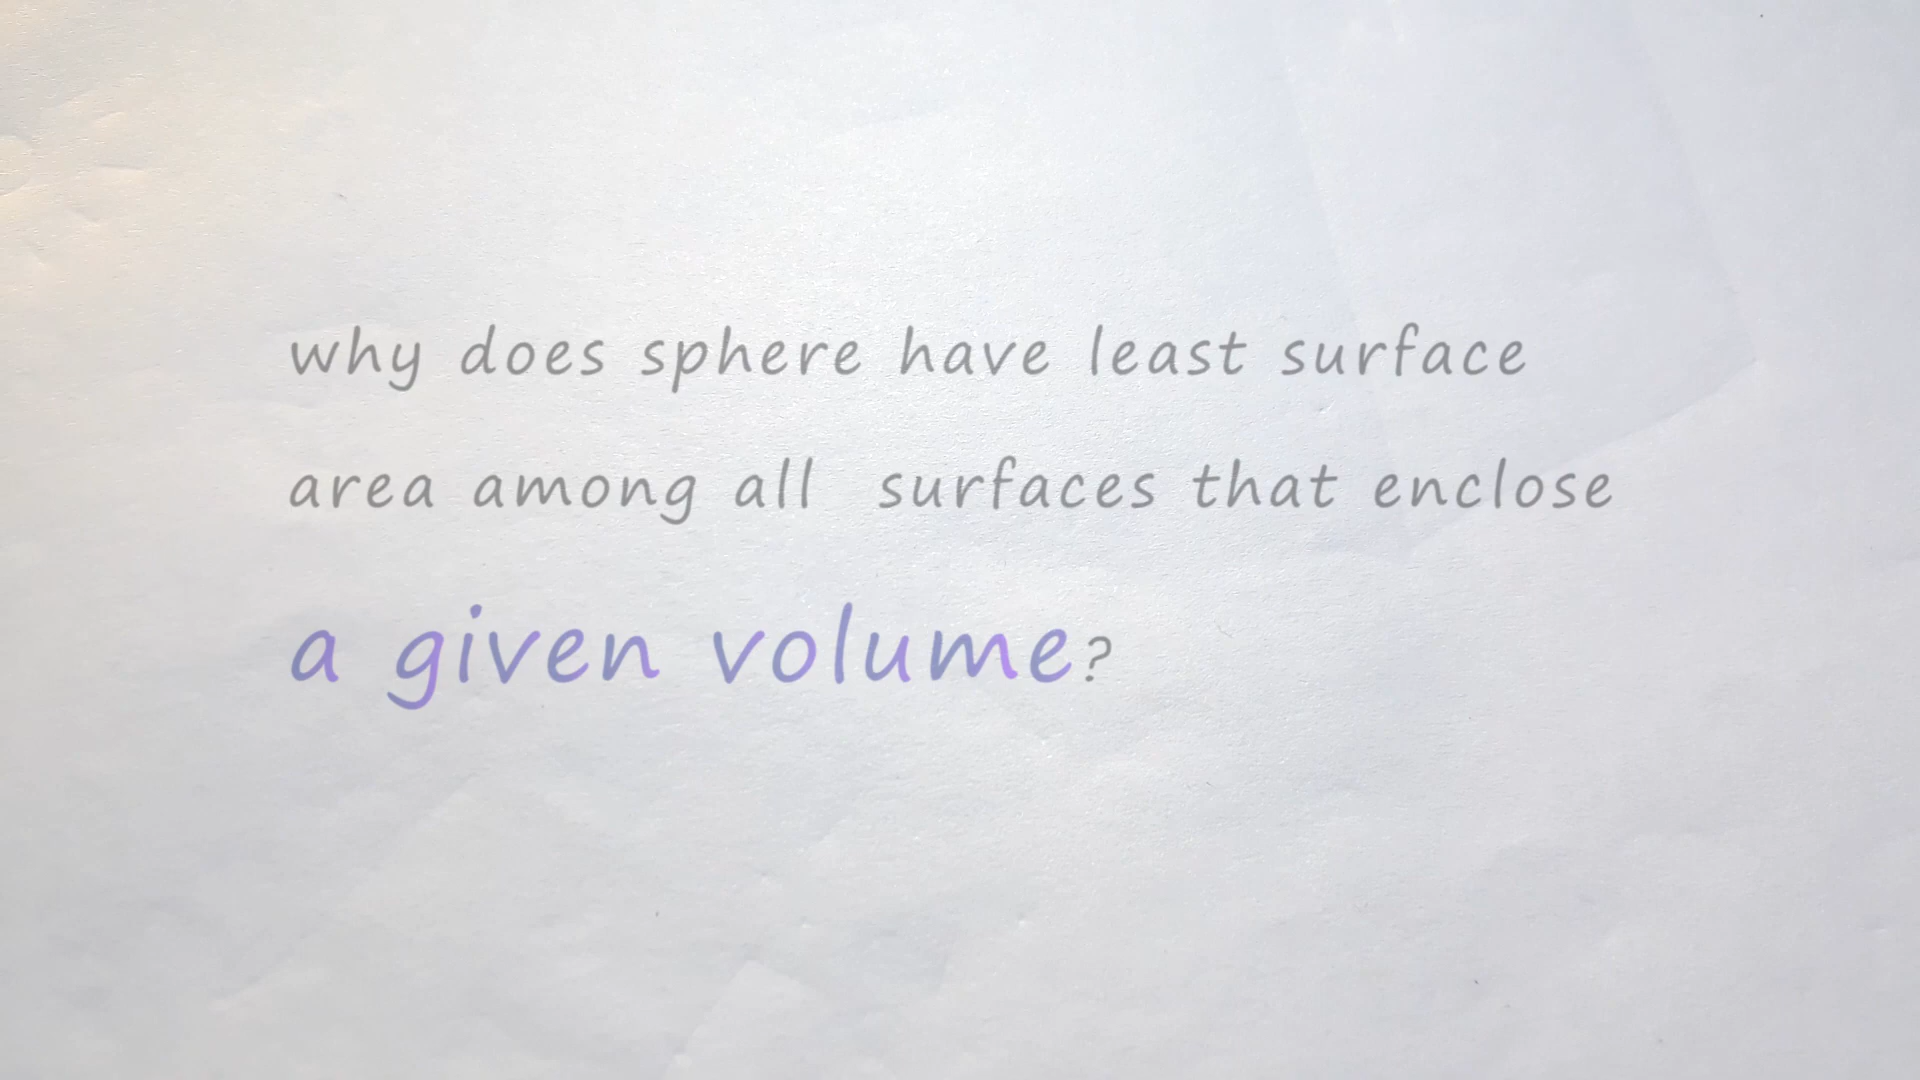 why does sphere have least surface
area among all surfaces that enclose
a given volume?